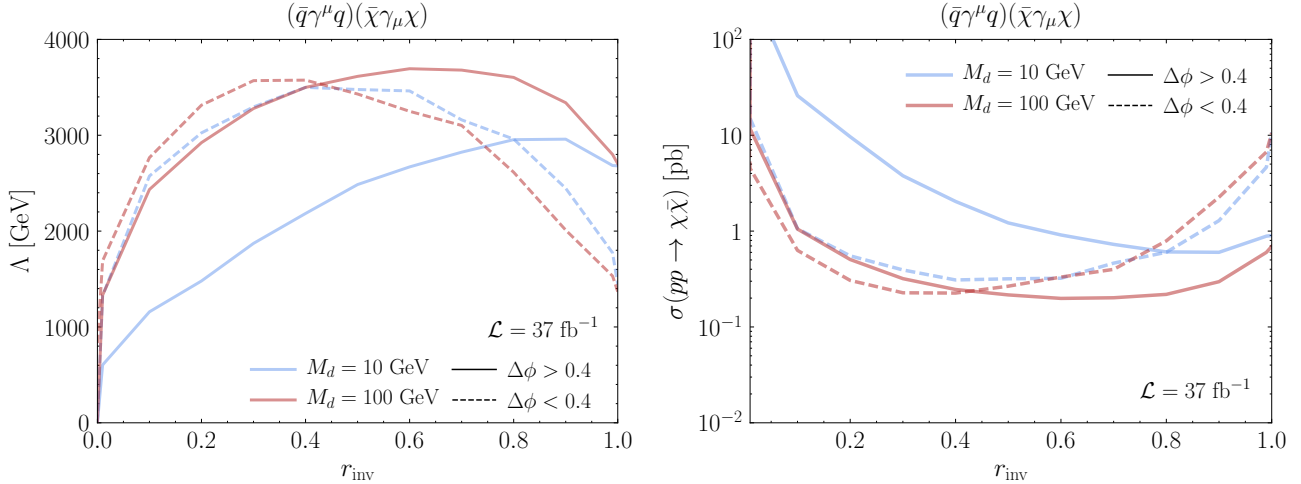 (q̄γ^μq)(χ̄γ_μχ)
4000
3000
2000
1000
0
Λ [GeV]
0.0 0.2 0.4 0.6 0.8 1.0
r_inv
ℒ = 37 fb⁻¹
M_d = 10 GeV
M_d = 100 GeV
Δϕ > 0.4
Δϕ < 0.4
(q̄γ^μq)(χ̄γ_μχ)
10²
10
1
10⁻¹
10⁻²
σ(pp → χχ̄) [pb]
0.2 0.4 0.6 0.8 1.0
r_inv
M_d = 10 GeV
M_d = 100 GeV
Δϕ > 0.4
Δϕ < 0.4
ℒ = 37 fb⁻¹